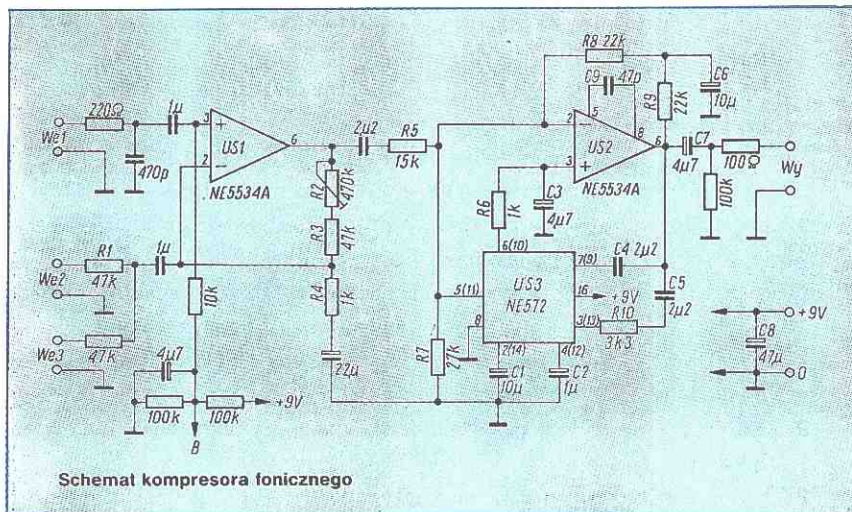 R8 22k
C9 47p
C6
10μ
R9
22k
220Ω
1μ
We1
470p
3
+
2
−
US1
6
NE5534A
2μ2
R5
15k
2
−
3
+
5
8
US2
6
NE5534A
C7
4μ7
100Ω
Wy
100k
R2
470k
R3
47k
R4
1k
22μ
R6
1k
C3
4μ7
R1
47k
1μ
We2
We3
47k
10k
6(10)
7(9)
C4 2μ2
5(11)
US3
NE572
16
+9V
8
3(13)
R10
3k3
C5
2μ2
2(14)
4(12)
C1
10μ
C2
1μ
R7
27k
+9V
C8
47μ
0
4μ7
100k
100k
+9V
B
Schemat kompresora fonicznego